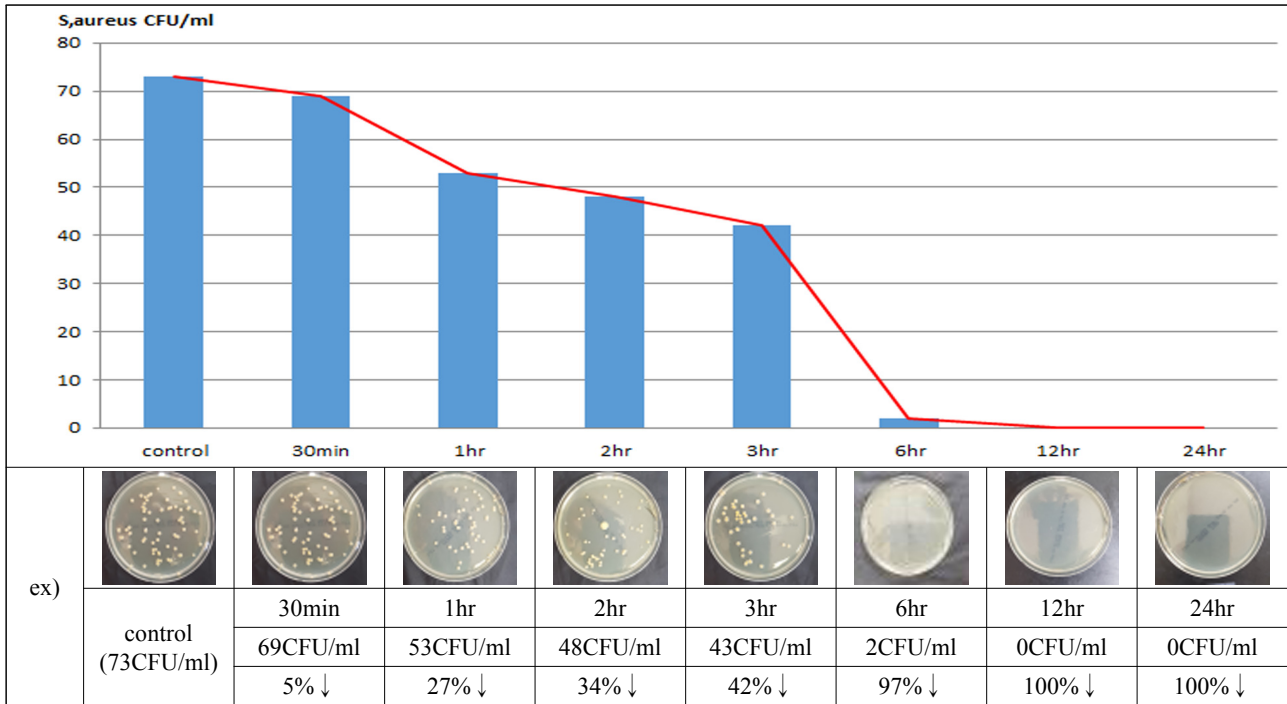 S,aureus CFU/ml
80
70
60
50
40
30
20
10
0
control 30min 1hr 2hr 3hr 6hr 12hr 24hr
ex)
control
(73CFU/ml)
30min 1hr 2hr 3hr 6hr 12hr 24hr
69CFU/ml 53CFU/ml 48CFU/ml 43CFU/ml 2CFU/ml 0CFU/ml 0CFU/ml
5%↓ 27%↓ 34%↓ 42%↓ 97%↓ 100%↓ 100%↓